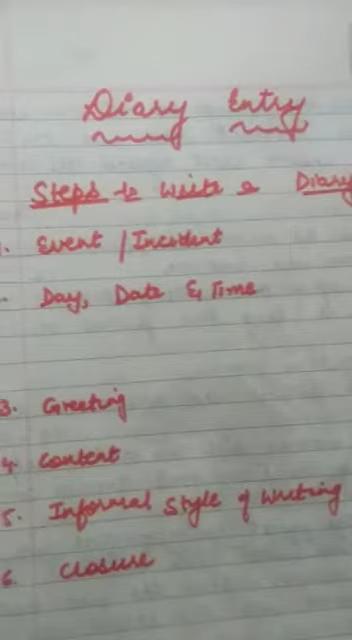 Diary Entry
Steps to write a Diary
1. Event / Incident
2. Day, Date & Time
3. Greeting
4. Content
5. Informal Style of writing
6. Closure